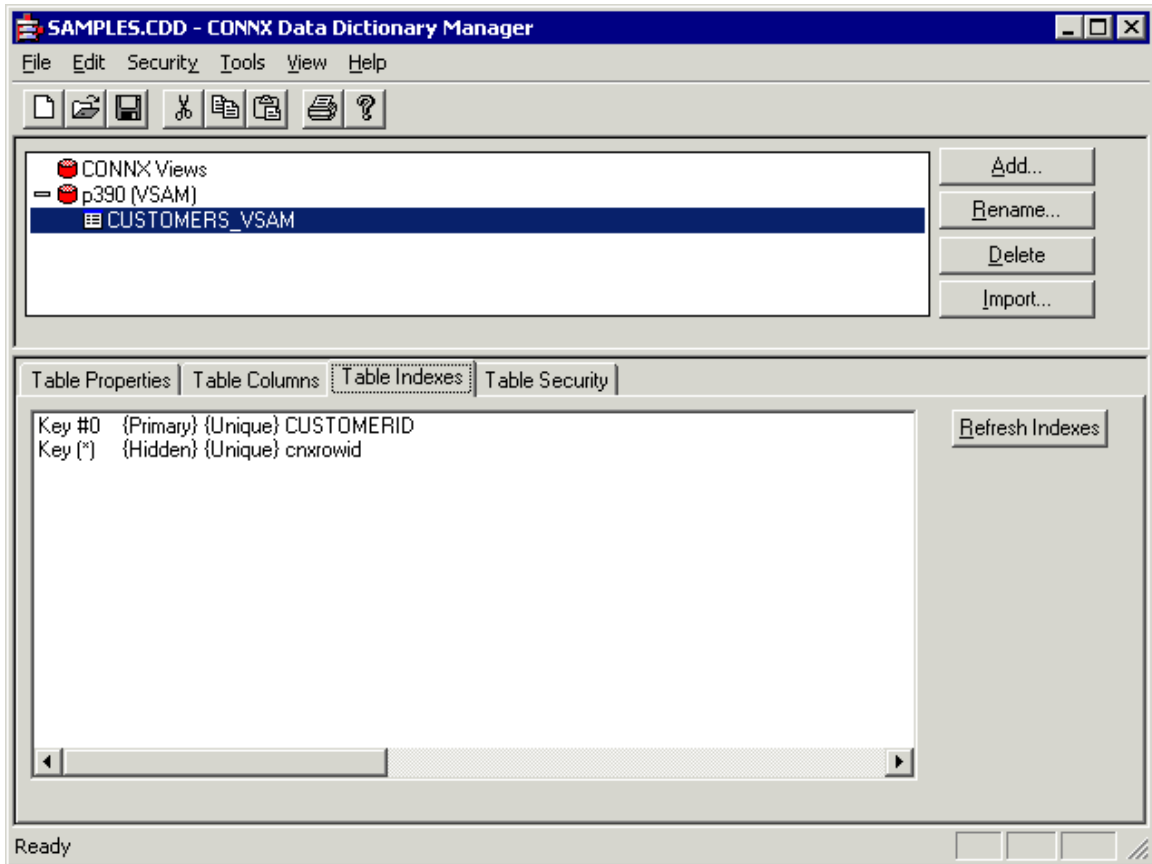 SAMPLES.CDD - CONNX Data Dictionary Manager
File Edit Security Tools View Help
CONNX Views
p390 (VSAM)
CUSTOMERS_VSAM
Add...
Rename...
Delete
Import...
Table Properties Table Columns Table Indexes Table Security
Key #0 {Primary} {Unique} CUSTOMERID
Key (*) {Hidden} {Unique} cnxrowid
Refresh Indexes
Ready